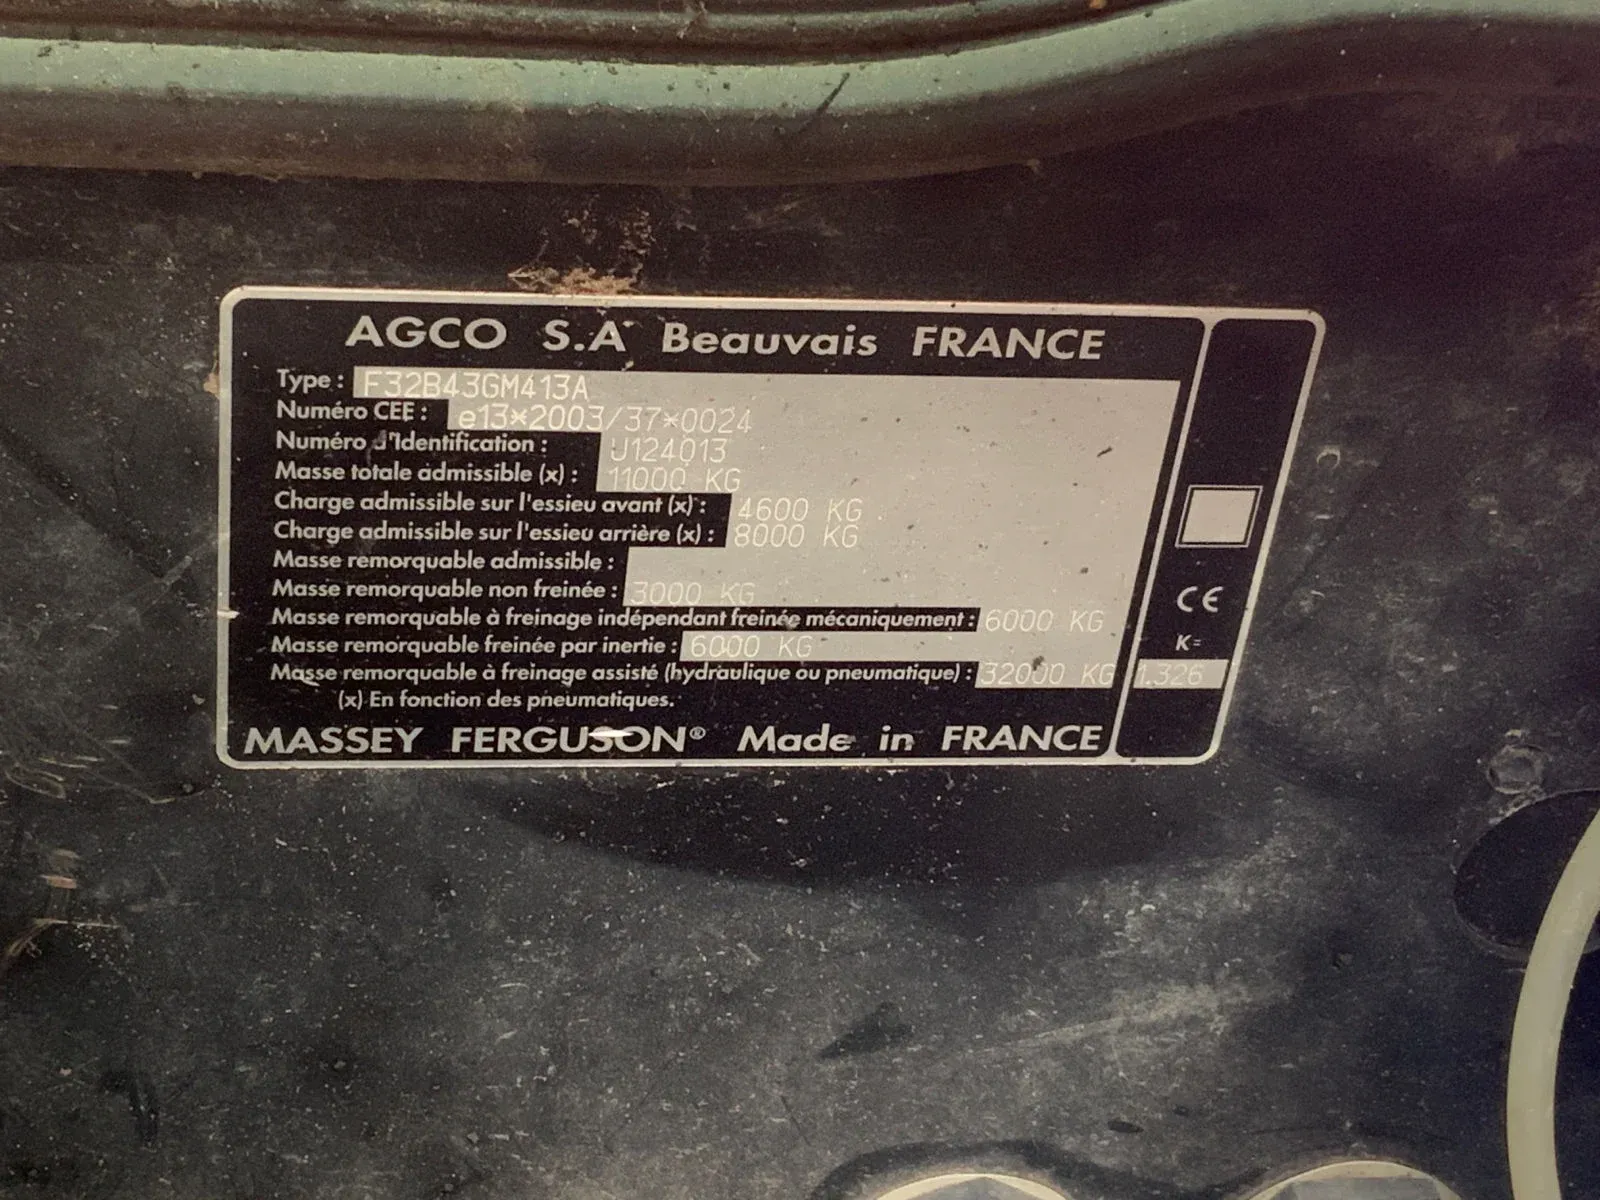 AGCO S.A Beauvais FRANCE
Type : F32B43GM413A
Numéro CEE : e13*2003/37*0024
Numéro d'Identification : U124013
Masse totale admissible (x) : 11000 KG
Charge admissible sur l'essieu avant (x) : 4600 KG
Charge admissible sur l'essieu arrière (x) : 8000 KG
Masse remorquable admissible :
Masse remorquable non freinée : 3000 KG
Masse remorquable à freinage indépendant freinée mécaniquement : 6000 KG
Masse remorquable freinée par inertie : 6000 KG
Masse remorquable à freinage assisté (hydraulique ou pneumatique) : 32000 KG
(x) En fonction des pneumatiques.
MASSEY FERGUSON® Made in FRANCE
CE
K=
1.326